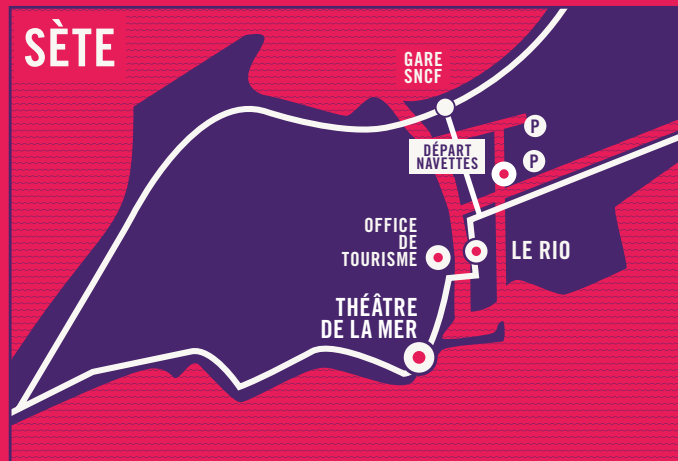 SÈTE
GARE
SNCF
P
DÉPART
NAVETTES
P
OFFICE
DE
TOURISME
LE RIO
THÉÂTRE
DE LA MER